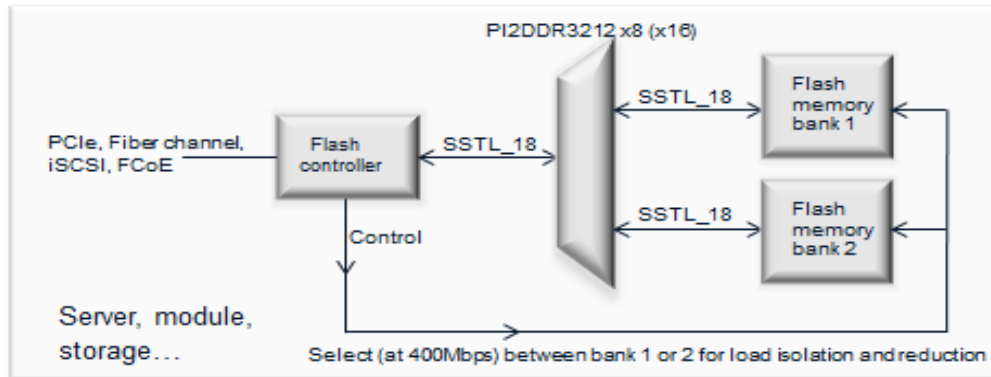 PI2DDR3212 x8 (x16)
PCIe, Fiber channel,
iSCSI, FCoE
Flash
controller
SSTL_18
SSTL_18
Flash
memory
bank 1
SSTL_18
Flash
memory
bank 2
Control
Server, module,
storage...
Select (at 400Mbps) between bank 1 or 2 for load isolation and reduction